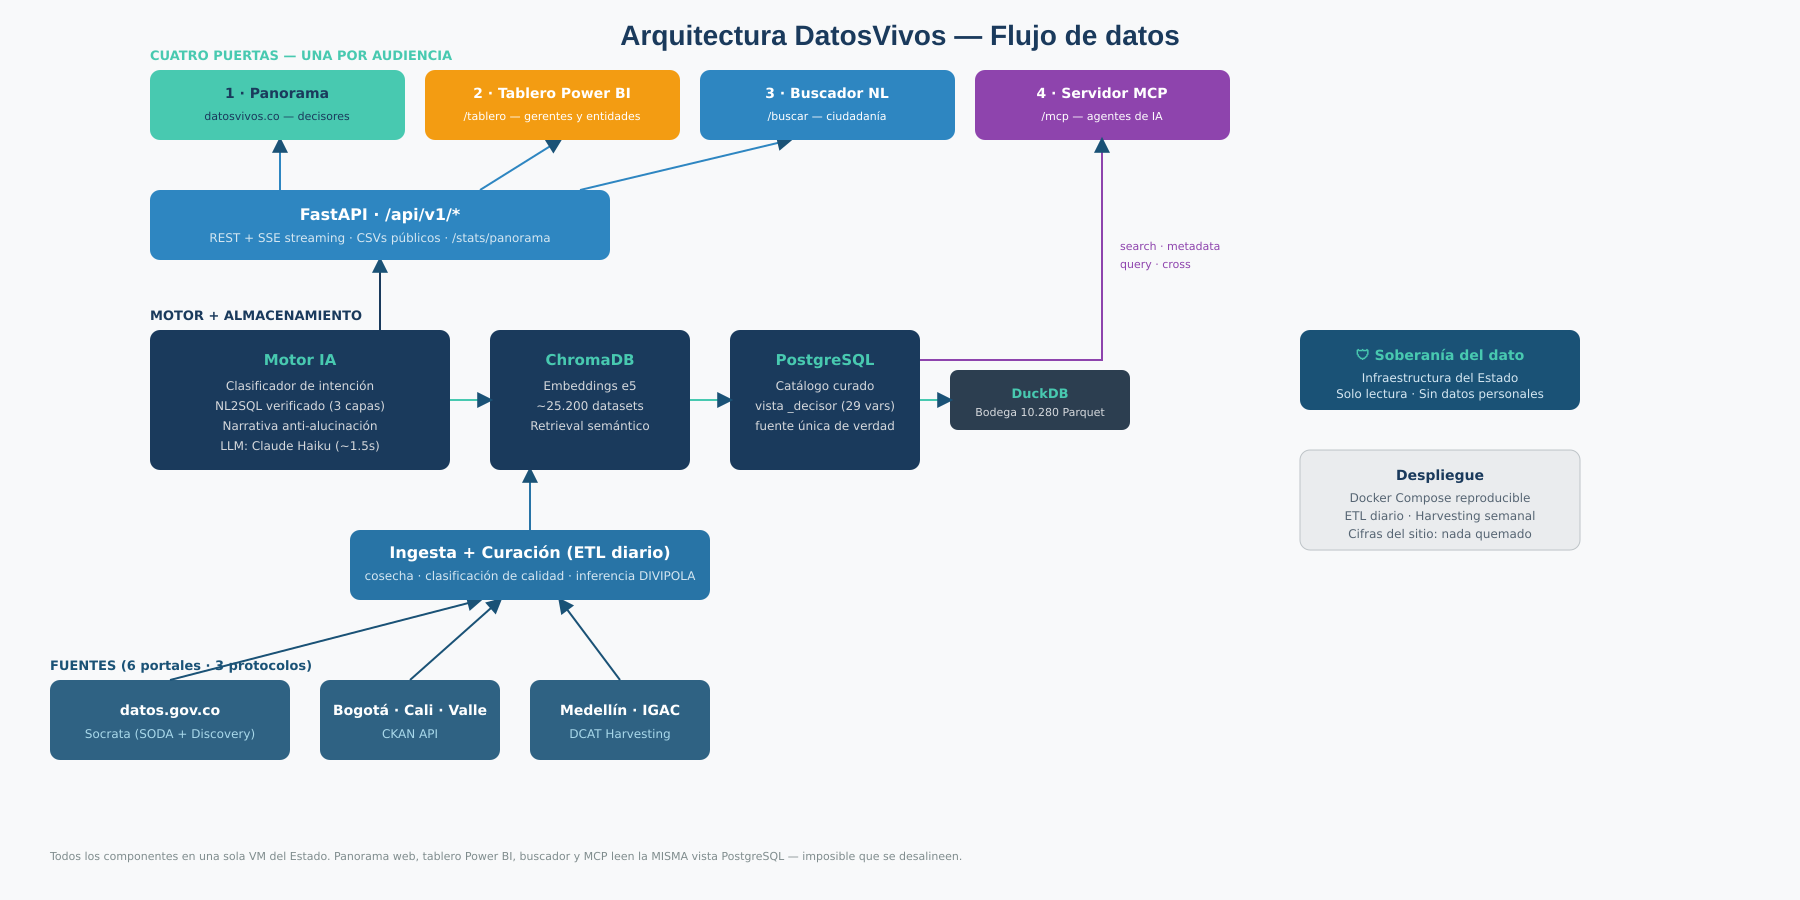 Arquitectura DatosVivos — Flujo de datos
CUATRO PUERTAS — UNA POR AUDIENCIA
1 · Panorama
datosvivos.co — decisores
2 · Tablero Power BI
/tablero — gerentes y entidades
3 · Buscador NL
/buscar — ciudadanía
4 · Servidor MCP
/mcp — agentes de IA
FastAPI · /api/v1/*
REST + SSE streaming · CSVs públicos · /stats/panorama
search · metadata
query · cross
MOTOR + ALMACENAMIENTO
Motor IA
Clasificador de intención
NL2SQL verificado (3 capas)
Narrativa anti-alucinación
LLM: Claude Haiku (~1.5s)
ChromaDB
Embeddings e5
~25.200 datasets
Retrieval semántico
PostgreSQL
Catálogo curado
vista _decisor (29 vars)
fuente única de verdad
DuckDB
Bodega 10.280 Parquet
🛡 Soberanía del dato
Infraestructura del Estado
Solo lectura · Sin datos personales
Despliegue
Docker Compose reproducible
ETL diario · Harvesting semanal
Cifras del sitio: nada quemado
Ingesta + Curación (ETL diario)
cosecha · clasificación de calidad · inferencia DIVIPOLA
FUENTES (6 portales · 3 protocolos)
datos.gov.co
Socrata (SODA + Discovery)
Bogotá · Cali · Valle
CKAN API
Medellín · IGAC
DCAT Harvesting
Todos los componentes en una sola VM del Estado. Panorama web, tablero Power BI, buscador y MCP leen la MISMA vista PostgreSQL — imposible que se desalineen.